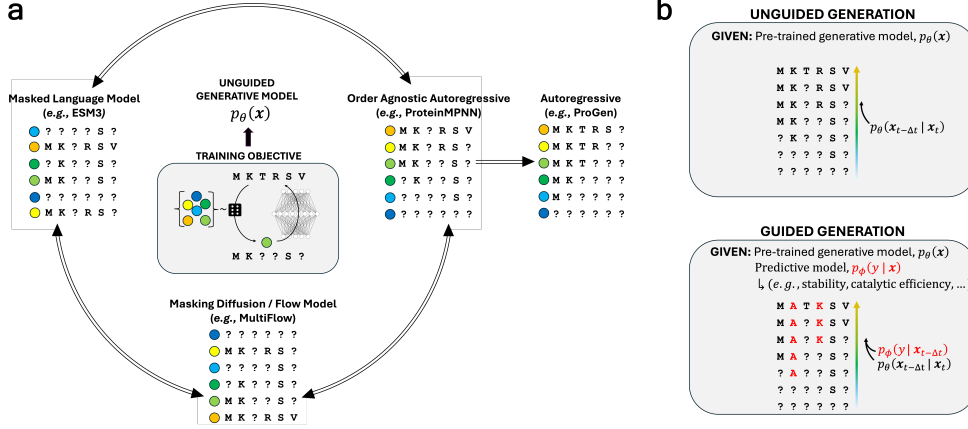 a
Masked Language Model
(e.g., ESM3)
? ? ? ? S ?
M K ? R S V
? K ? ? S ?
M K ? ? S ?
? ? ? ? ? ?
M K ? R S ?
UNGUIDED
GENERATIVE MODEL
pθ(x)
TRAINING OBJECTIVE
M K T R S V
~
M K ? ? S ?
Order Agnostic Autoregressive
(e.g., ProteinMPNN)
M K ? R S V
M K ? R S ?
M K ? ? S ?
? K ? ? S ?
? ? ? ? S ?
? ? ? ? ? ?
Autoregressive
(e.g., ProGen)
M K T R S ?
M K T R ? ?
M K T ? ? ?
M K ? ? ? ?
M ? ? ? ? ?
? ? ? ? ? ?
Masking Diffusion / Flow Model
(e.g., MultiFlow)
? ? ? ? ? ?
M K ? R S ?
? ? ? ? S ?
? K ? ? S ?
M K ? ? S ?
M K ? R S V
b
UNGUIDED GENERATION
GIVEN: Pre-trained generative model, pθ(x)
M K T R S V
M K ? R S V
M K ? R S ?
M K ? ? S ?
? K ? ? S ?
? ? ? ? S ?
? ? ? ? ? ?
pθ(xt−Δt | xt)
GUIDED GENERATION
GIVEN: Pre-trained generative model, pθ(x)
Predictive model, pϕ(y | x)
↳ (e.g., stability, catalytic efficiency, …)
M A T K S V
M A ? K S V
M A ? K S ?
M A ? ? S ?
? A ? ? S ?
? ? ? ? S ?
? ? ? ? ? ?
pϕ(y | xt−Δt)
pθ(xt−Δt | xt)